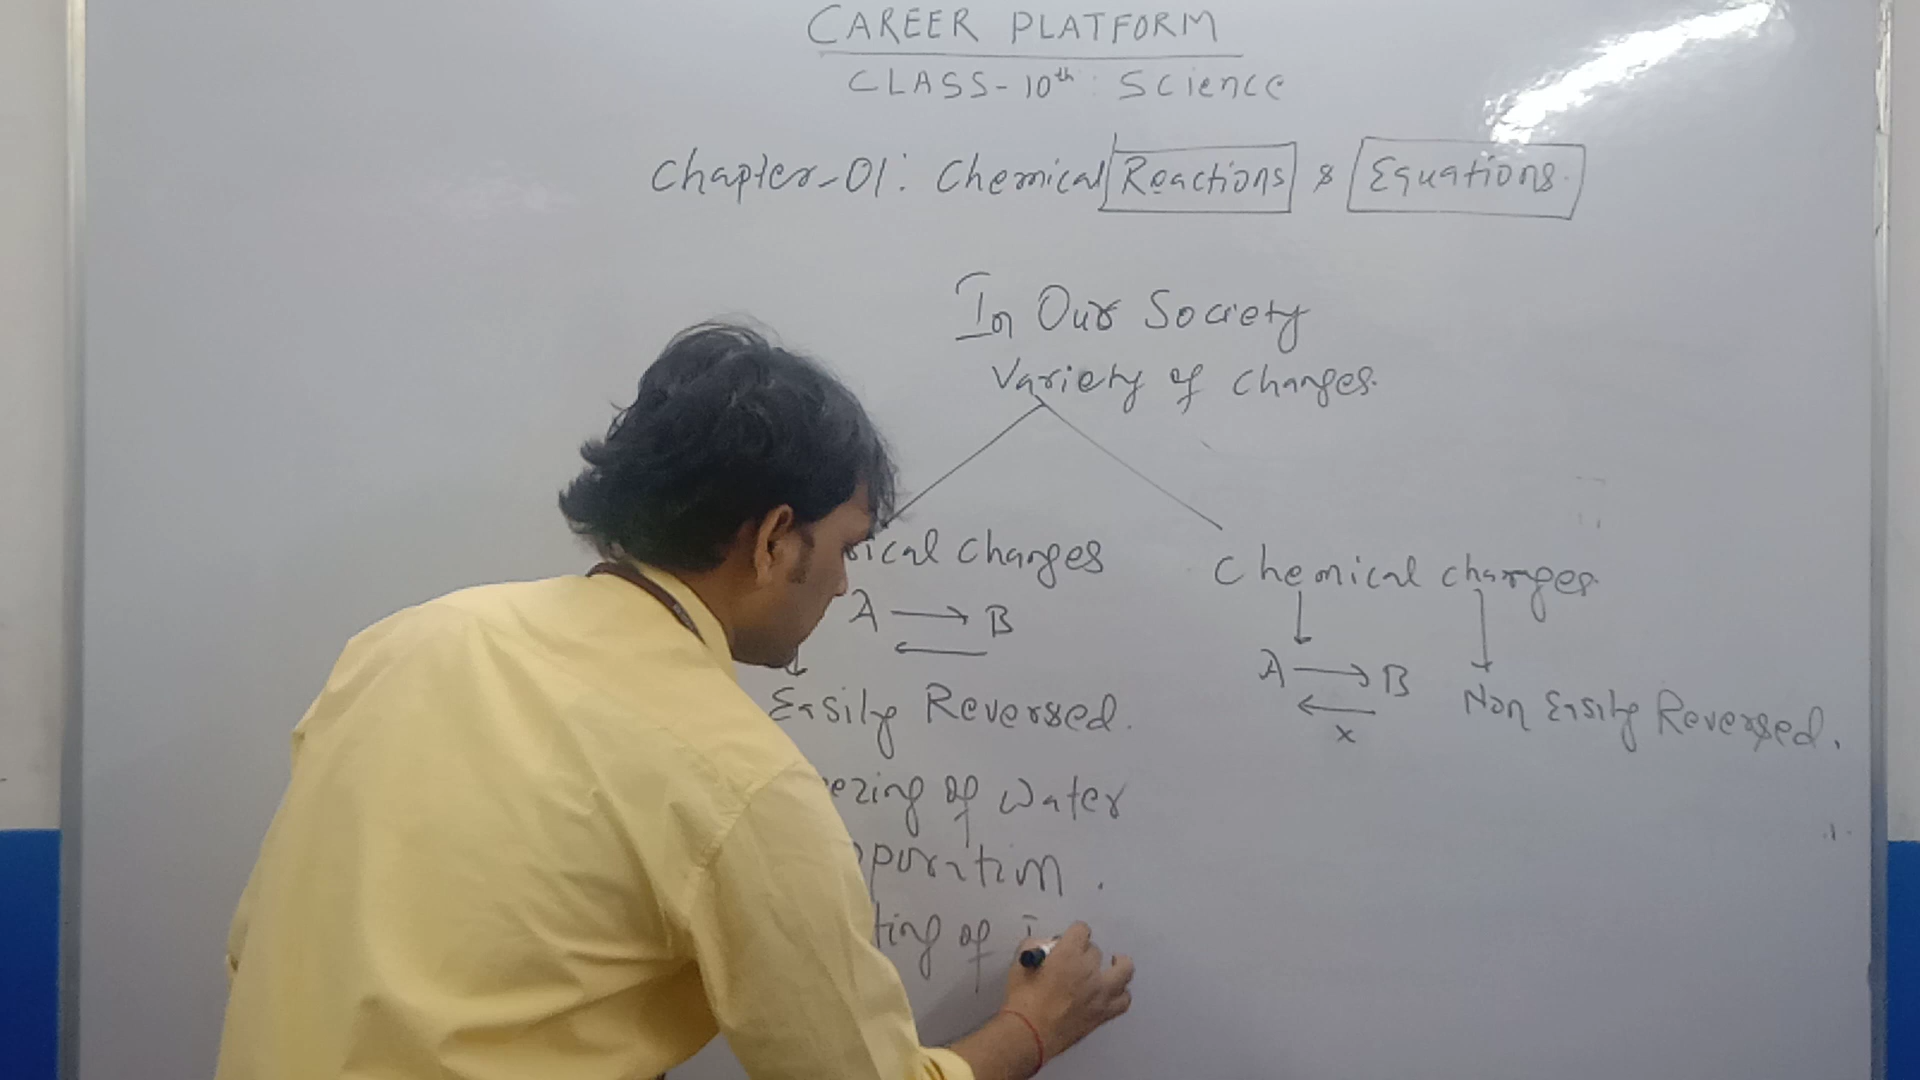 CAREER PLATFORM
CLASS-10th: Science
Chapter-01: Chemical Reactions & Equations.
In Our Society
Variety of changes.
sical changes
Chemical changes
A → B
←
A → B
←
x
Easily Reversed.
Non Easily Reversed.
ezing of water
poration.
ting of